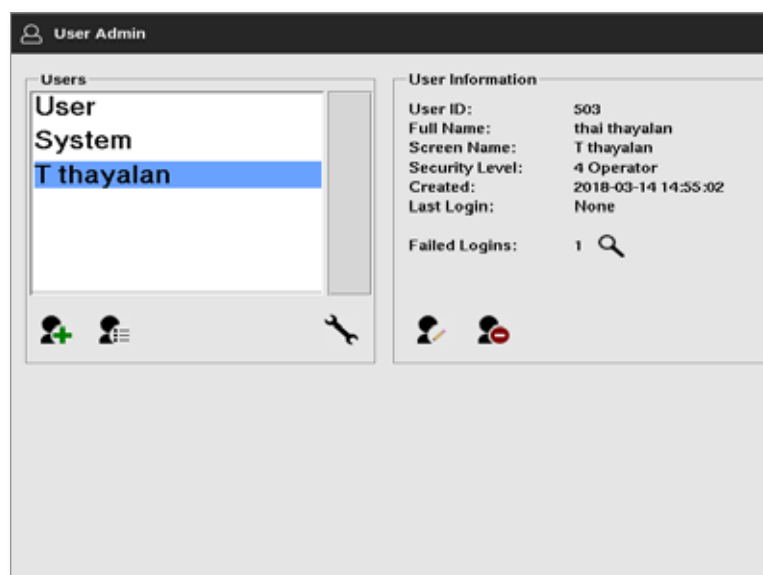 User Admin
Users
User
System
T thayalan
User Information
User ID: 503
Full Name: thai thayalan
Screen Name: T thayalan
Security Level: 4 Operator
Created: 2018-03-14 14:55:02
Last Login: None
Failed Logins: 1